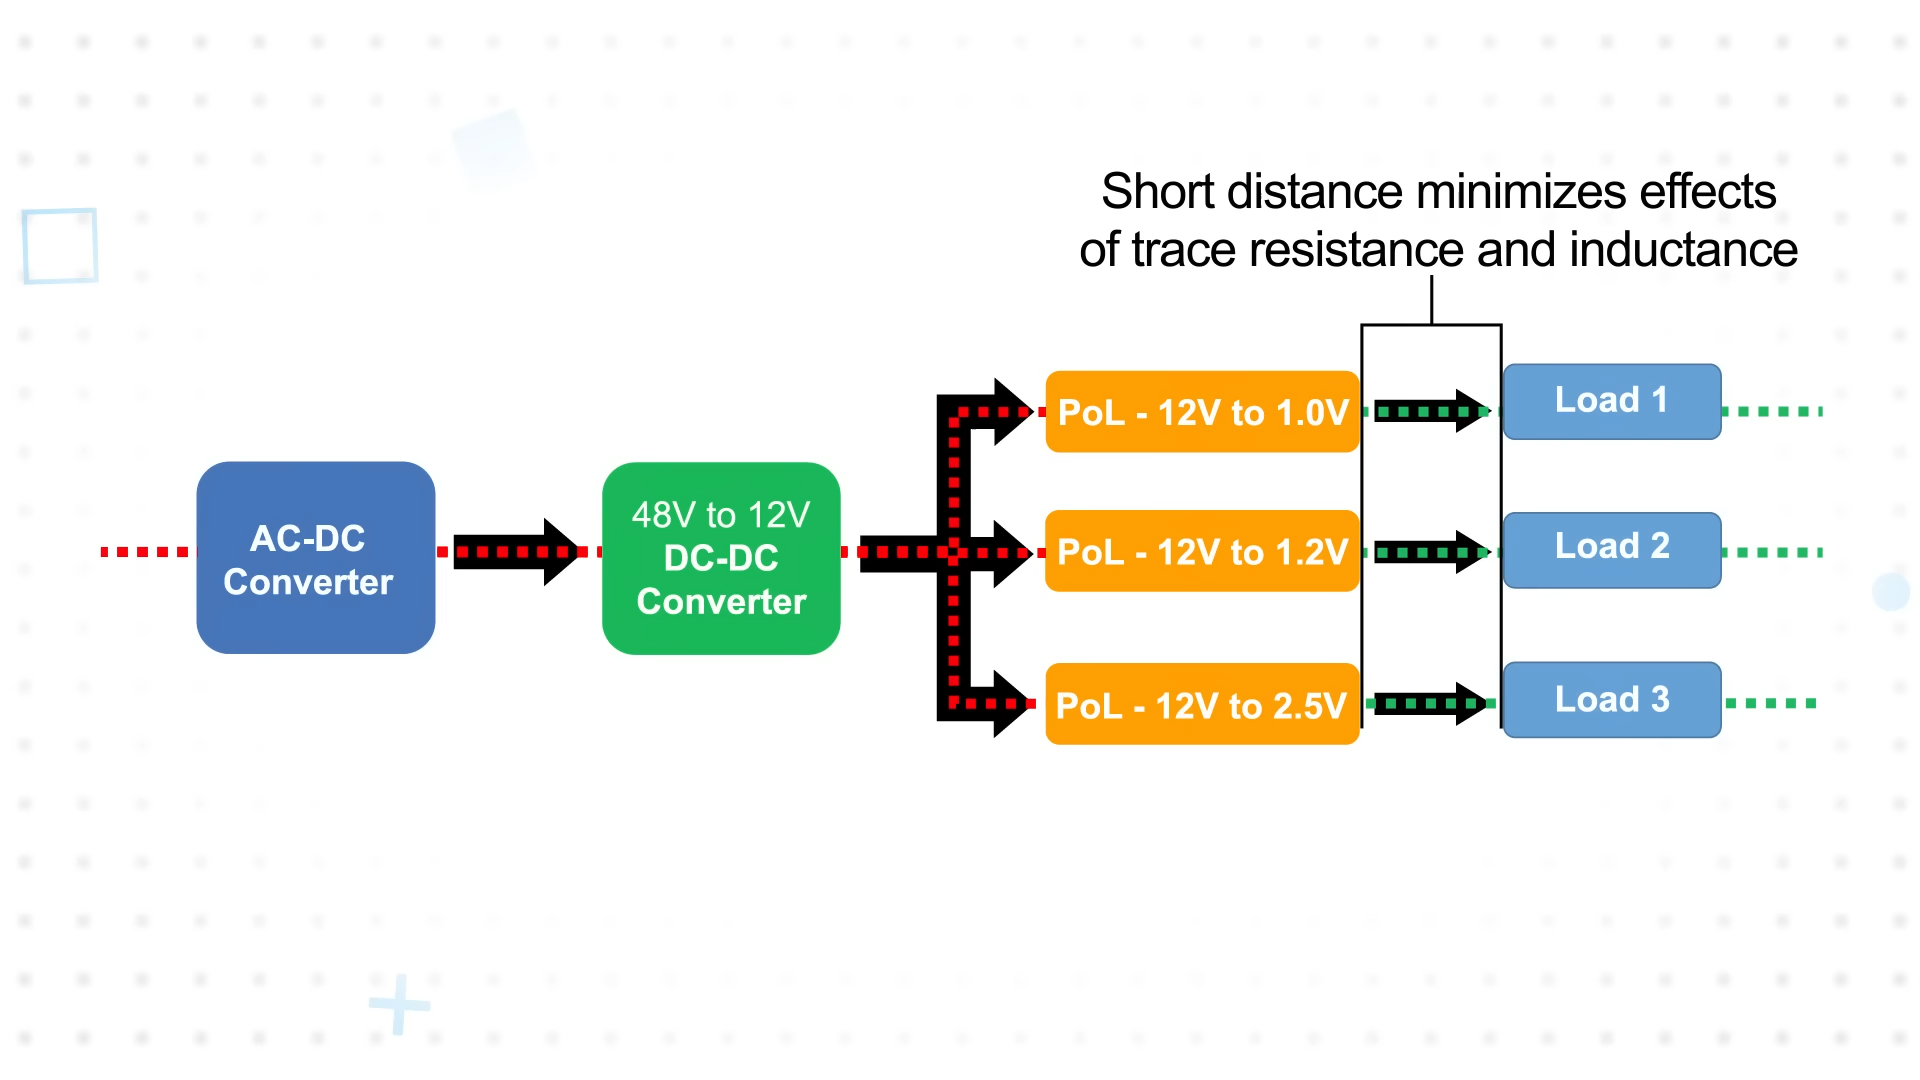 Short distance minimizes effects
of trace resistance and inductance
AC-DC
Converter
48V to 12V
DC-DC
Converter
PoL - 12V to 1.0V
PoL - 12V to 1.2V
PoL - 12V to 2.5V
Load 1
Load 2
Load 3